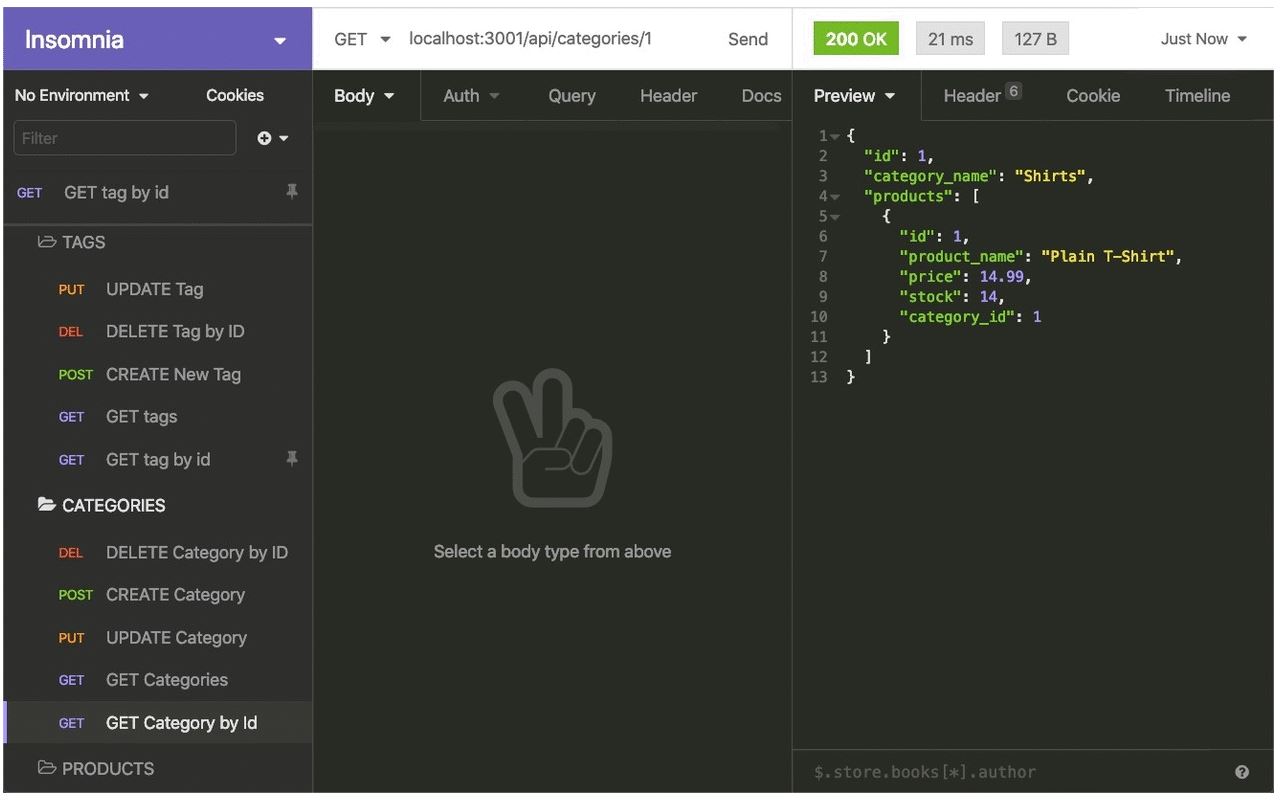 Insomnia
GET localhost:3001/api/categories/1 Send
200 OK 21 ms 127 B Just Now
No Environment Cookies
Body Auth Query Header Docs
Preview Header 6 Cookie Timeline
Filter
GET GET tag by id
TAGS
PUT UPDATE Tag
DEL DELETE Tag by ID
POST CREATE New Tag
GET GET tags
GET GET tag by id
CATEGORIES
DEL DELETE Category by ID
POST CREATE Category
PUT UPDATE Category
GET GET Categories
GET GET Category by Id
PRODUCTS
Select a body type from above
1 {
2 "id": 1,
3 "category_name": "Shirts",
4 "products": [
5 {
6 "id": 1,
7 "product_name": "Plain T-Shirt",
8 "price": 14.99,
9 "stock": 14,
10 "category_id": 1
11 }
12 ]
13 }
$.store.books[*].author ?